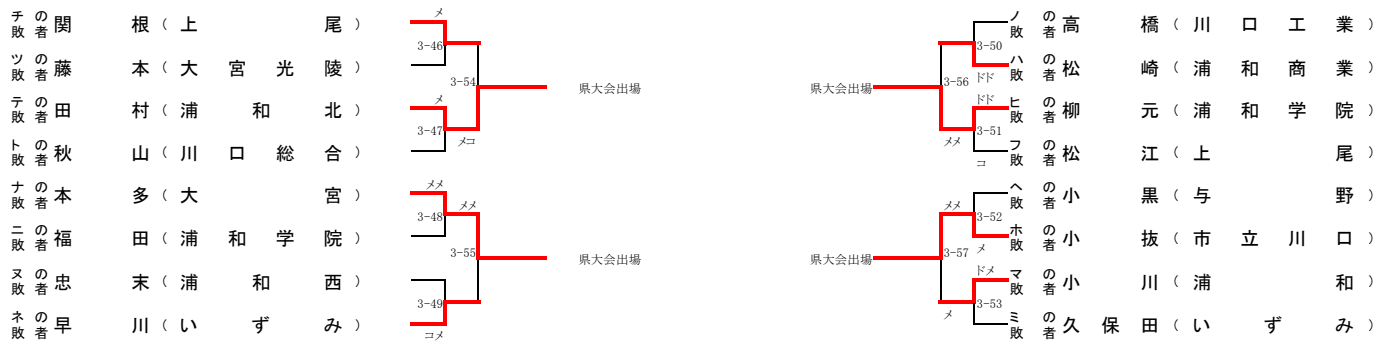 チの敗者 関根（上尾）
メ
3-46
ツの敗者 藤本（大宮光陵）
3-54
県大会出場
テの敗者 田村（浦和北）
メ
3-47
メコ
トの敗者 秋山（川口総合）
ナの敗者 本多（大宮）
メメ
3-48
メメ
ニの敗者 福田（浦和学院）
3-55
県大会出場
ヌの敗者 忠末（浦和西）
3-49
ネの敗者 早川（いずみ）
コメ
ノの敗者 高橋（川口工業）
3-50
ハの敗者 松崎（浦和商業）
ドド
3-56
県大会出場
ヒの敗者 柳元（浦和学院）
ドド
3-51
メメ
フの敗者 松江（上尾）
コ
ヘの敗者 小黒（与野）
メメ
3-52
ホの敗者 小抜（市立川口）
メ
3-57
県大会出場
マの敗者 小川（浦和）
ドメ
3-53
メ
ミの敗者 久保田（いずみ）